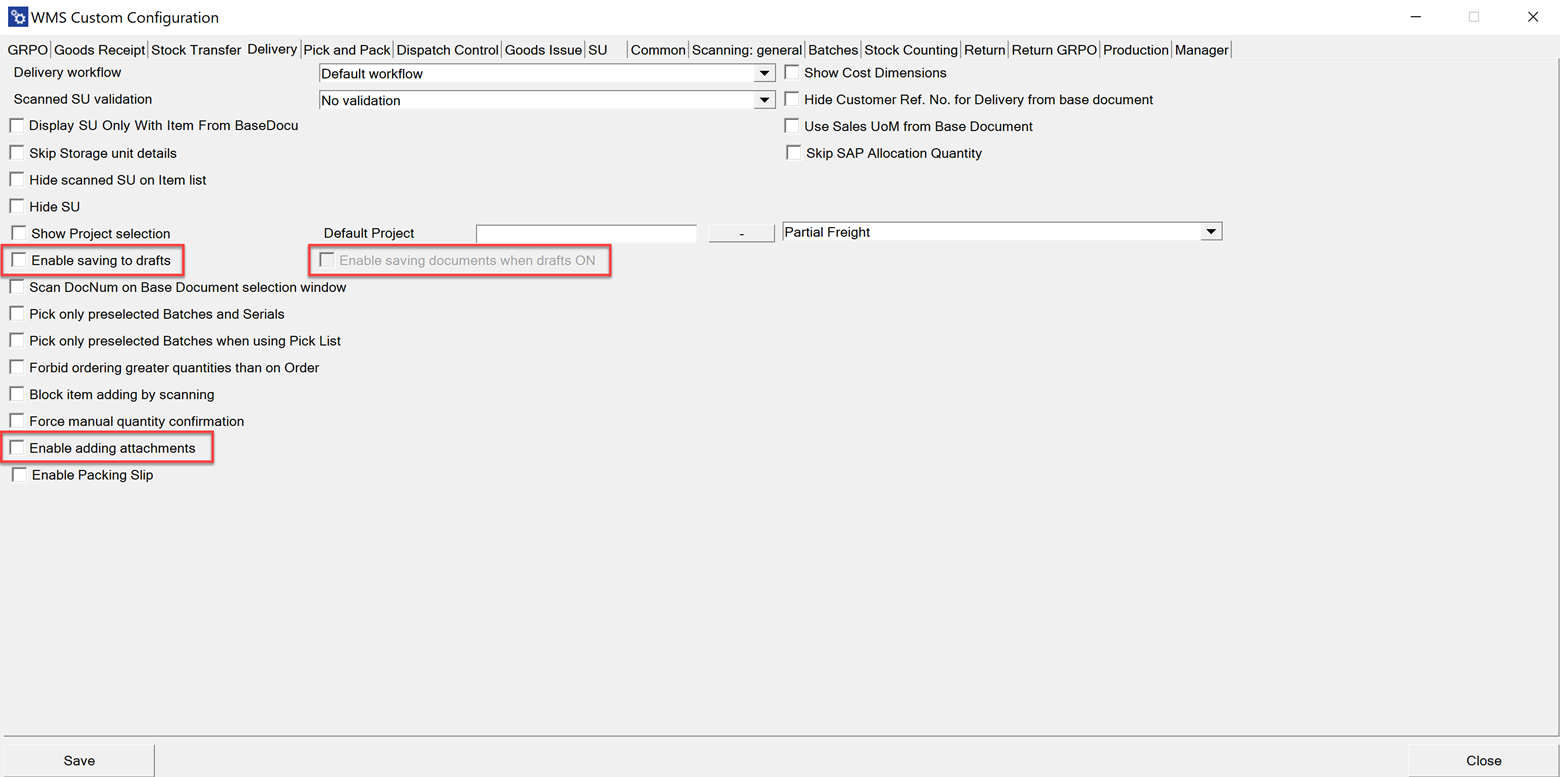 WMS Custom Configuration
GRPO Goods Receipt Stock Transfer Delivery Pick and Pack Dispatch Control Goods Issue SU Common Scanning: general Batches Stock Counting Return Return GRPO Production Manager
Delivery workflow Default workflow Show Cost Dimensions
Scanned SU validation No validation Hide Customer Ref. No. for Delivery from base document
Display SU Only With Item From BaseDocu Use Sales UoM from Base Document
Skip Storage unit details Skip SAP Allocation Quantity
Hide scanned SU on Item list
Hide SU
Show Project selection Default Project - Partial Freight
Enable saving to drafts Enable saving documents when drafts ON
Scan DocNum on Base Document selection window
Pick only preselected Batches and Serials
Pick only preselected Batches when using Pick List
Forbid ordering greater quantities than on Order
Block item adding by scanning
Force manual quantity confirmation
Enable adding attachments
Enable Packing Slip
Save Close